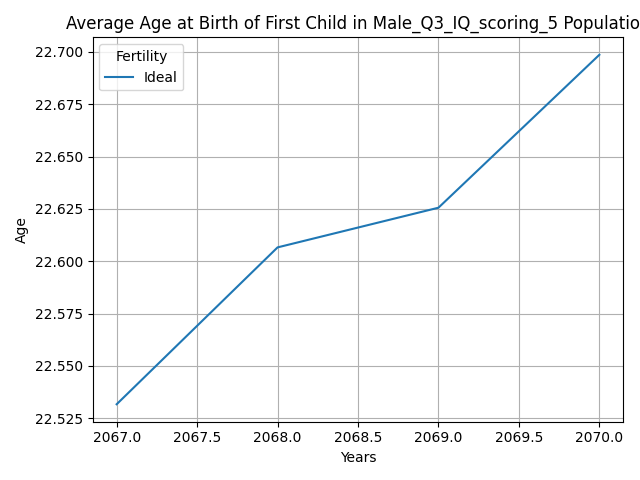 Average Age at Birth of First Child in Male_Q3_IQ_scoring_5 Populatio
Fertility
Ideal
22.700
22.675
22.650
22.625
22.600
22.575
22.550
22.525
Age
2067.0 2067.5 2068.0 2068.5 2069.0 2069.5 2070.0
Years